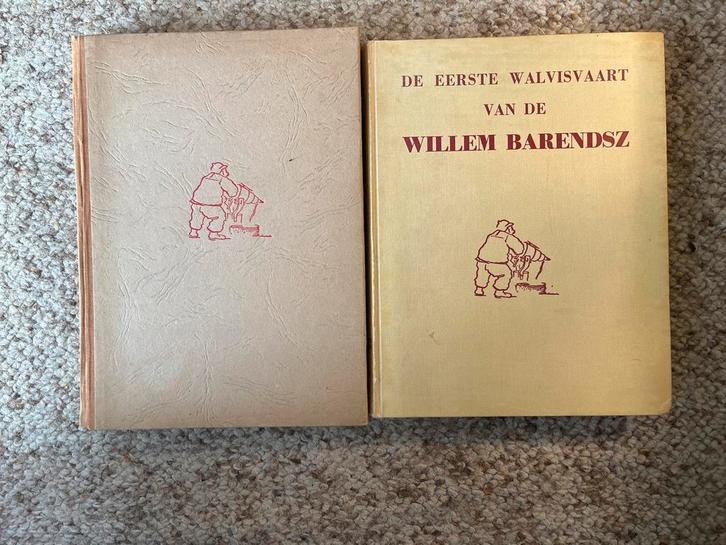 DE EERSTE WALVISVAART
VAN DE
WILLEM BARENDSZ